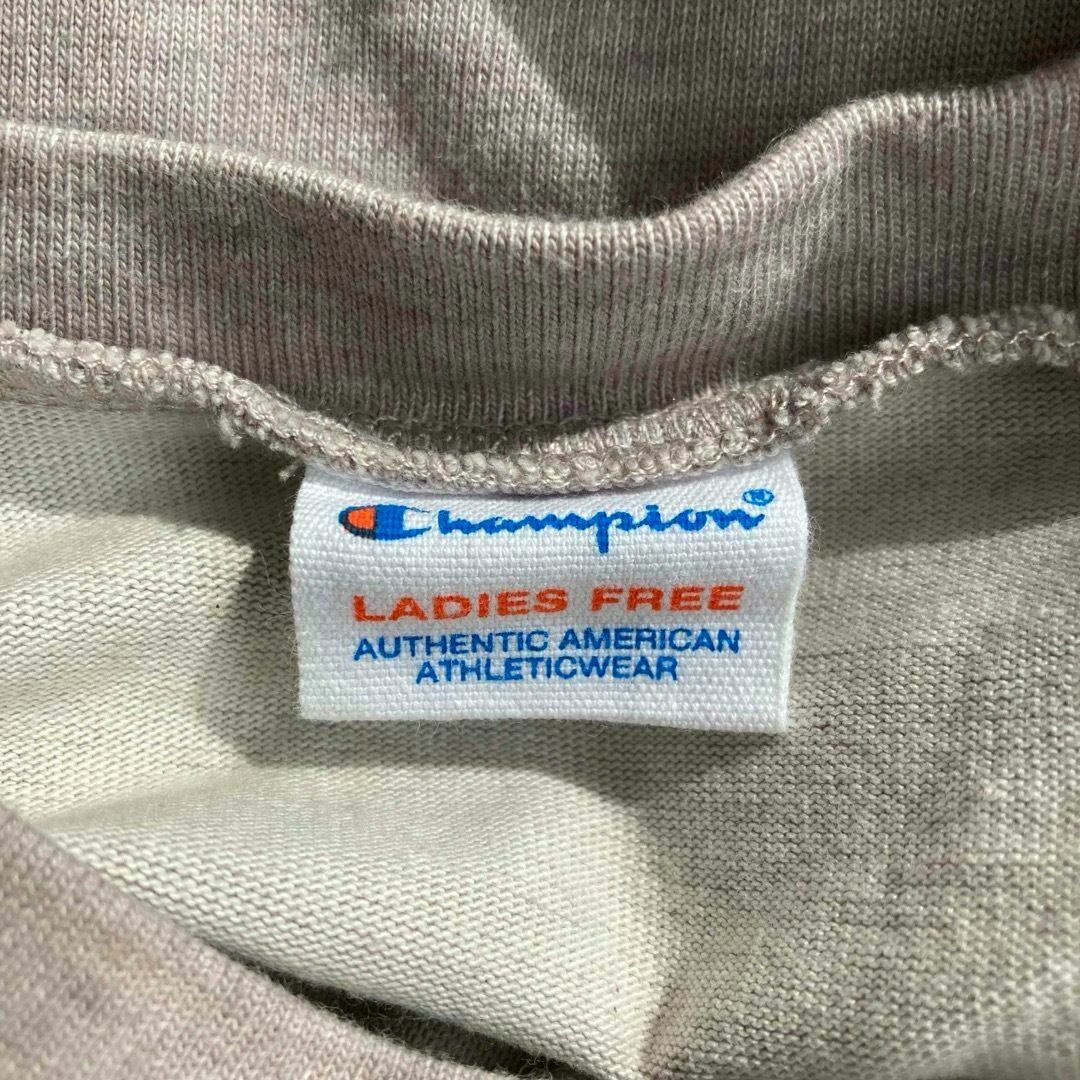 Champion®
LADIES FREE
AUTHENTIC AMERICAN
ATHLETICWEAR